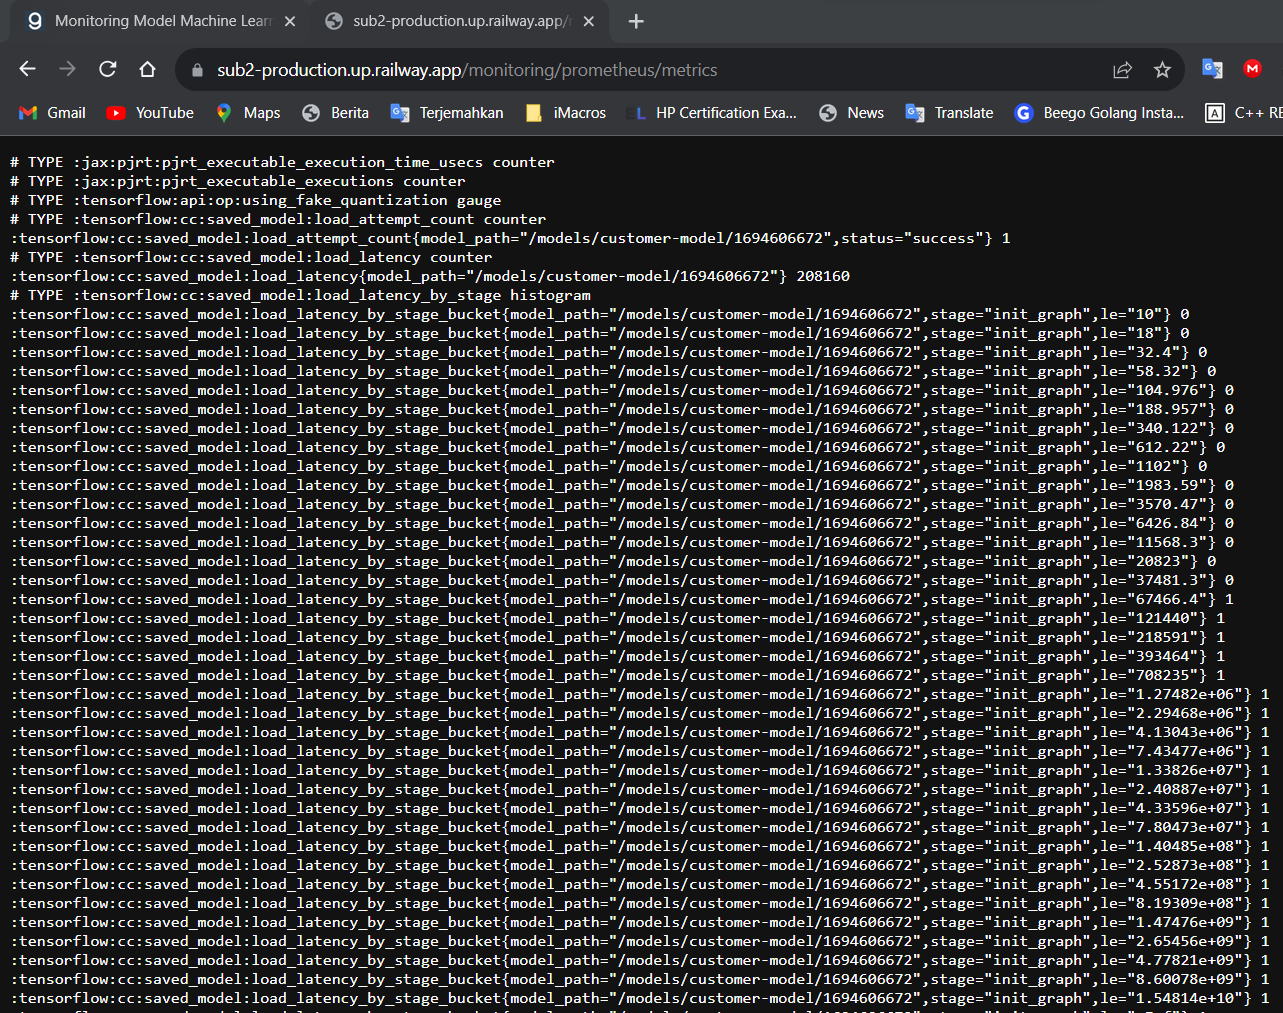 Monitoring Model Machine Lear
sub2-production.up.railway.app/
sub2-production.up.railway.app/monitoring/prometheus/metrics
Gmail YouTube Maps Berita Terjemahkan iMacros HP Certification Exa... News Translate Beego Golang Insta... C++ RE
# TYPE :jax:pjrt:pjrt_executable_execution_time_usecs counter
# TYPE :jax:pjrt:pjrt_executable_executions counter
# TYPE :tensorflow:api:op:using_fake_quantization gauge
# TYPE :tensorflow:cc:saved_model:load_attempt_count counter
:tensorflow:cc:saved_model:load_attempt_count{model_path="/models/customer-model/1694606672",status="success"} 1
# TYPE :tensorflow:cc:saved_model:load_latency counter
:tensorflow:cc:saved_model:load_latency{model_path="/models/customer-model/1694606672"} 208160
# TYPE :tensorflow:cc:saved_model:load_latency_by_stage histogram
:tensorflow:cc:saved_model:load_latency_by_stage_bucket{model_path="/models/customer-model/1694606672",stage="init_graph",le="10"} 0
:tensorflow:cc:saved_model:load_latency_by_stage_bucket{model_path="/models/customer-model/1694606672",stage="init_graph",le="18"} 0
:tensorflow:cc:saved_model:load_latency_by_stage_bucket{model_path="/models/customer-model/1694606672",stage="init_graph",le="32.4"} 0
:tensorflow:cc:saved_model:load_latency_by_stage_bucket{model_path="/models/customer-model/1694606672",stage="init_graph",le="58.32"} 0
:tensorflow:cc:saved_model:load_latency_by_stage_bucket{model_path="/models/customer-model/1694606672",stage="init_graph",le="104.976"} 0
:tensorflow:cc:saved_model:load_latency_by_stage_bucket{model_path="/models/customer-model/1694606672",stage="init_graph",le="188.957"} 0
:tensorflow:cc:saved_model:load_latency_by_stage_bucket{model_path="/models/customer-model/1694606672",stage="init_graph",le="340.122"} 0
:tensorflow:cc:saved_model:load_latency_by_stage_bucket{model_path="/models/customer-model/1694606672",stage="init_graph",le="612.22"} 0
:tensorflow:cc:saved_model:load_latency_by_stage_bucket{model_path="/models/customer-model/1694606672",stage="init_graph",le="1102"} 0
:tensorflow:cc:saved_model:load_latency_by_stage_bucket{model_path="/models/customer-model/1694606672",stage="init_graph",le="1983.59"} 0
:tensorflow:cc:saved_model:load_latency_by_stage_bucket{model_path="/models/customer-model/1694606672",stage="init_graph",le="3570.47"} 0
:tensorflow:cc:saved_model:load_latency_by_stage_bucket{model_path="/models/customer-model/1694606672",stage="init_graph",le="6426.84"} 0
:tensorflow:cc:saved_model:load_latency_by_stage_bucket{model_path="/models/customer-model/1694606672",stage="init_graph",le="11568.3"} 0
:tensorflow:cc:saved_model:load_latency_by_stage_bucket{model_path="/models/customer-model/1694606672",stage="init_graph",le="20823"} 0
:tensorflow:cc:saved_model:load_latency_by_stage_bucket{model_path="/models/customer-model/1694606672",stage="init_graph",le="37481.3"} 0
:tensorflow:cc:saved_model:load_latency_by_stage_bucket{model_path="/models/customer-model/1694606672",stage="init_graph",le="67466.4"} 1
:tensorflow:cc:saved_model:load_latency_by_stage_bucket{model_path="/models/customer-model/1694606672",stage="init_graph",le="121440"} 1
:tensorflow:cc:saved_model:load_latency_by_stage_bucket{model_path="/models/customer-model/1694606672",stage="init_graph",le="218591"} 1
:tensorflow:cc:saved_model:load_latency_by_stage_bucket{model_path="/models/customer-model/1694606672",stage="init_graph",le="393464"} 1
:tensorflow:cc:saved_model:load_latency_by_stage_bucket{model_path="/models/customer-model/1694606672",stage="init_graph",le="708235"} 1
:tensorflow:cc:saved_model:load_latency_by_stage_bucket{model_path="/models/customer-model/1694606672",stage="init_graph",le="1.27482e+06"} 1
:tensorflow:cc:saved_model:load_latency_by_stage_bucket{model_path="/models/customer-model/1694606672",stage="init_graph",le="2.29468e+06"} 1
:tensorflow:cc:saved_model:load_latency_by_stage_bucket{model_path="/models/customer-model/1694606672",stage="init_graph",le="4.13043e+06"} 1
:tensorflow:cc:saved_model:load_latency_by_stage_bucket{model_path="/models/customer-model/1694606672",stage="init_graph",le="7.43477e+06"} 1
:tensorflow:cc:saved_model:load_latency_by_stage_bucket{model_path="/models/customer-model/1694606672",stage="init_graph",le="1.33826e+07"} 1
:tensorflow:cc:saved_model:load_latency_by_stage_bucket{model_path="/models/customer-model/1694606672",stage="init_graph",le="2.40887e+07"} 1
:tensorflow:cc:saved_model:load_latency_by_stage_bucket{model_path="/models/customer-model/1694606672",stage="init_graph",le="4.33596e+07"} 1
:tensorflow:cc:saved_model:load_latency_by_stage_bucket{model_path="/models/customer-model/1694606672",stage="init_graph",le="7.80473e+07"} 1
:tensorflow:cc:saved_model:load_latency_by_stage_bucket{model_path="/models/customer-model/1694606672",stage="init_graph",le="1.40485e+08"} 1
:tensorflow:cc:saved_model:load_latency_by_stage_bucket{model_path="/models/customer-model/1694606672",stage="init_graph",le="2.52873e+08"} 1
:tensorflow:cc:saved_model:load_latency_by_stage_bucket{model_path="/models/customer-model/1694606672",stage="init_graph",le="4.55172e+08"} 1
:tensorflow:cc:saved_model:load_latency_by_stage_bucket{model_path="/models/customer-model/1694606672",stage="init_graph",le="8.19309e+08"} 1
:tensorflow:cc:saved_model:load_latency_by_stage_bucket{model_path="/models/customer-model/1694606672",stage="init_graph",le="1.47476e+09"} 1
:tensorflow:cc:saved_model:load_latency_by_stage_bucket{model_path="/models/customer-model/1694606672",stage="init_graph",le="2.65456e+09"} 1
:tensorflow:cc:saved_model:load_latency_by_stage_bucket{model_path="/models/customer-model/1694606672",stage="init_graph",le="4.77821e+09"} 1
:tensorflow:cc:saved_model:load_latency_by_stage_bucket{model_path="/models/customer-model/1694606672",stage="init_graph",le="8.60078e+09"} 1
:tensorflow:cc:saved_model:load_latency_by_stage_bucket{model_path="/models/customer-model/1694606672",stage="init_graph",le="1.54814e+10"} 1